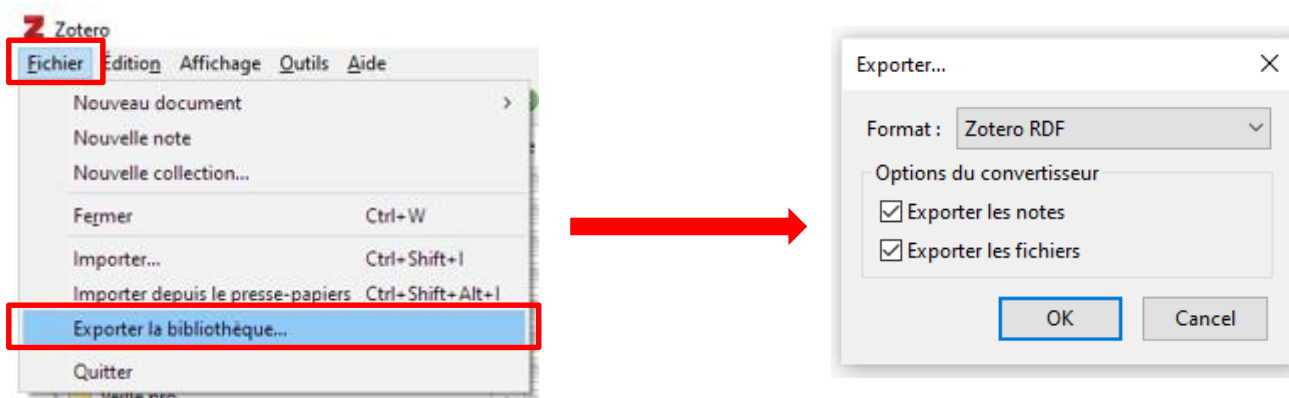 Zotero
Fichier Édition Affichage Outils Aide
Nouveau document
Nouvelle note
Nouvelle collection...
Fermer Ctrl+W
Importer... Ctrl+Shift+I
Importer depuis le presse-papiers Ctrl+Shift+Alt+I
Exporter la bibliothèque...
Quitter
Exporter...
Format : Zotero RDF
Options du convertisseur
Exporter les notes
Exporter les fichiers
OK Cancel